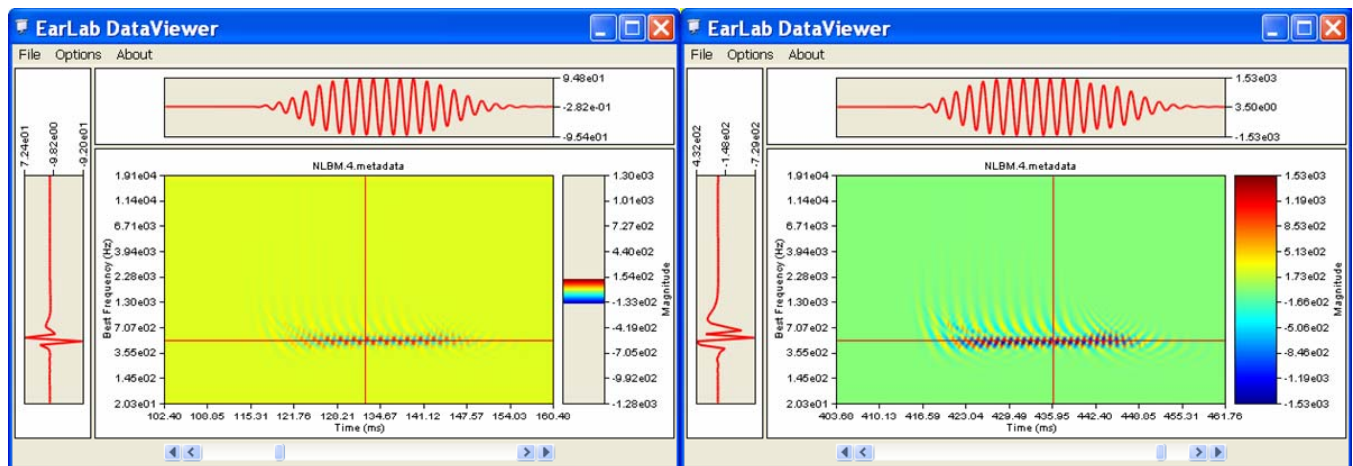 EarLab DataViewer
File Options About
9.48e01
-2.82e-01
-9.54e01
7.24e01
-9.82e00
-9.20e01
NLBM.4.metadata
1.91e04
1.14e04
6.71e03
3.94e03
2.28e03
1.30e03
7.07e02
3.55e02
1.45e02
2.03e01
Best Frequency (Hz)
102.40 108.85 115.31 121.76 128.21 134.67 141.12 147.57 154.03 160.48
Time (ms)
1.30e03
1.01e03
7.27e02
4.40e02
1.54e02
-1.33e02
-4.19e02
-7.05e02
-9.92e02
-1.28e03
Magnitude
EarLab DataViewer
File Options About
1.53e03
3.50e00
-1.53e03
4.32e02
-1.48e02
-7.29e02
NLBM.4.metadata
1.91e04
1.14e04
6.71e03
3.94e03
2.28e03
1.30e03
7.07e02
3.55e02
1.45e02
2.03e01
Best Frequency (Hz)
403.68 410.13 416.59 423.04 429.49 435.95 442.40 448.85 455.31 461.76
Time (ms)
1.53e03
1.19e03
8.53e02
5.13e02
1.73e02
-1.66e02
-5.06e02
-8.46e02
-1.19e03
-1.53e03
Magnitude